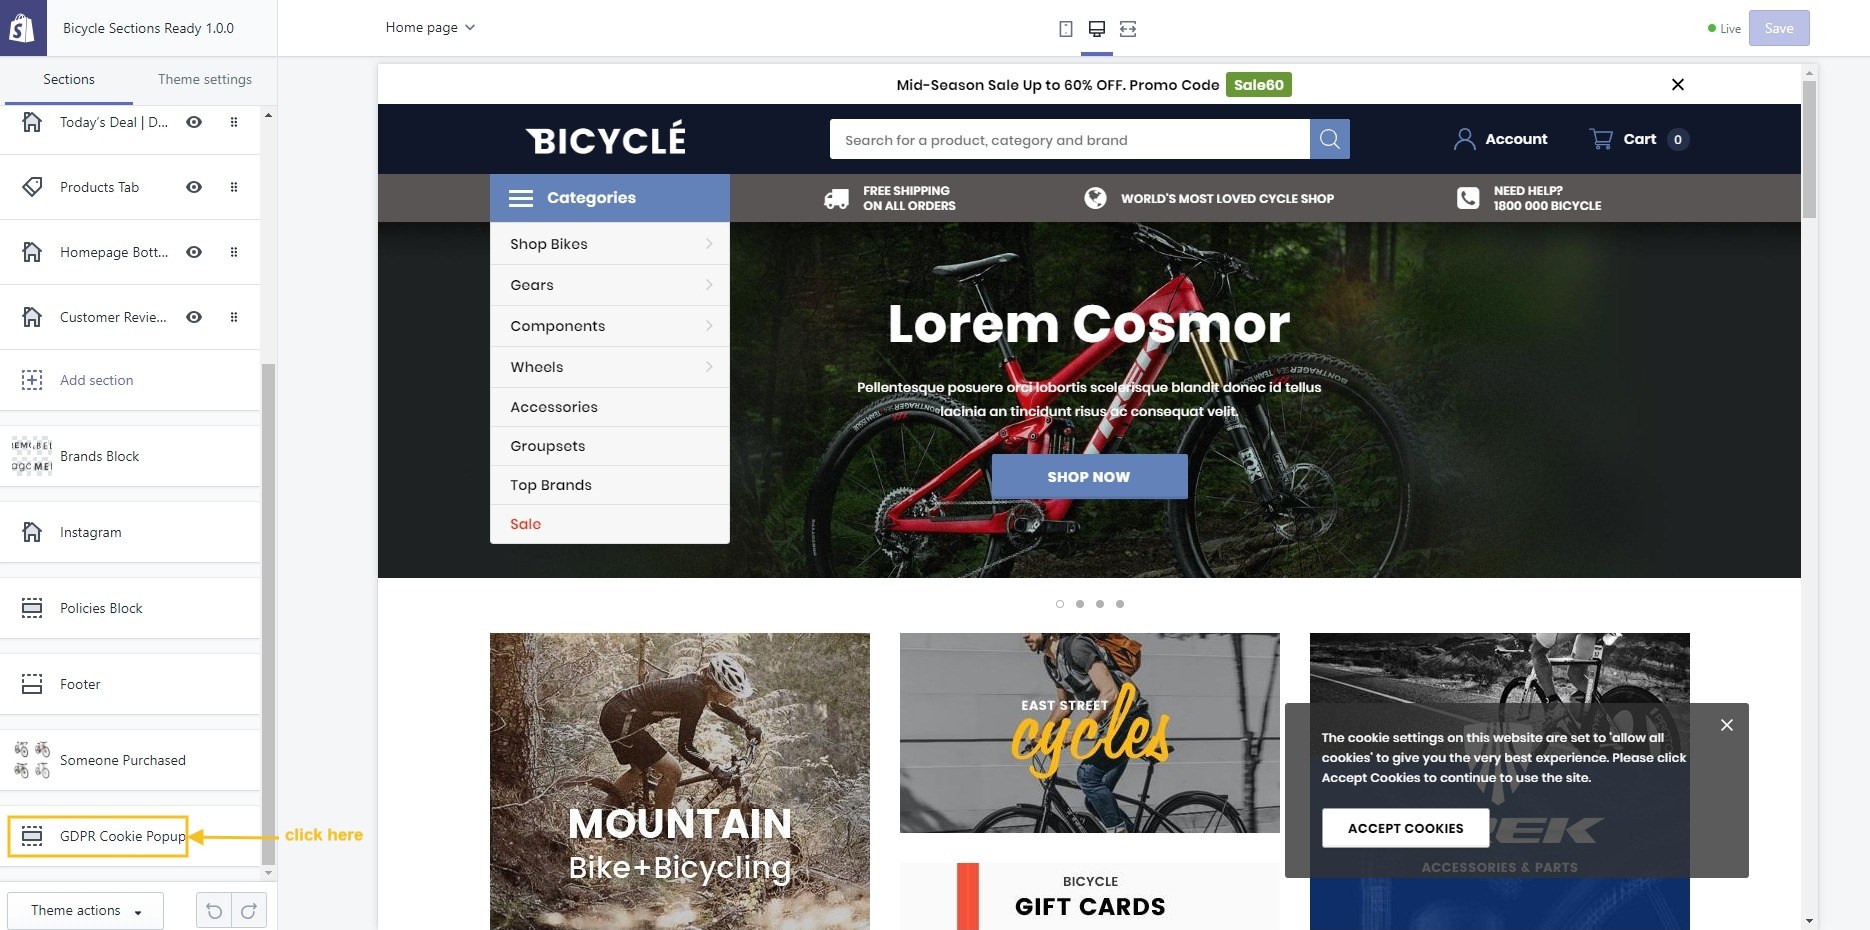 Bicycle Sections Ready 1.0.0
Home page
Live
Save
Sections
Theme settings
Today's Deal | D...
Products Tab
Homepage Bott...
Customer Revie...
Add section
Brands Block
Instagram
Policies Block
Footer
Someone Purchased
GDPR Cookie Popup
click here
Theme actions
Mid-Season Sale Up to 60% OFF. Promo Code Sale60
BICYCLÉ
Search for a product, category and brand
Account
Cart 0
Categories
FREE SHIPPING
ON ALL ORDERS
WORLD'S MOST LOVED CYCLE SHOP
NEED HELP?
1800 000 BICYCLE
Shop Bikes
Gears
Components
Wheels
Accessories
Groupsets
Top Brands
Sale
Lorem Cosmor
Pellentesque posuere orci lobortis scelerisque blandit donec id tellus
lacinia an tincidunt risus ac consequat velit.
SHOP NOW
MOUNTAIN
Bike+Bicycling
EAST STREET
cycles
BICYCLE
GIFT CARDS
The cookie settings on this website are set to 'allow all
cookies' to give you the very best experience. Please click
Accept Cookies to continue to use the site.
ACCEPT COOKIES
ACCESSORIES & PARTS